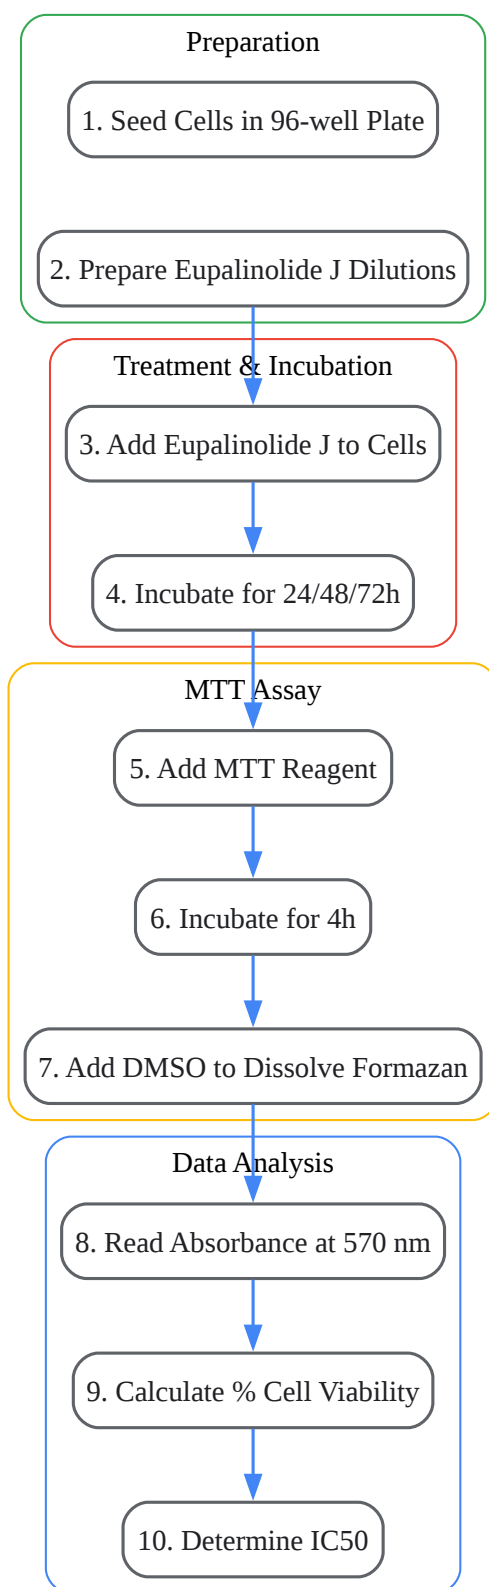 Preparation
1. Seed Cells in 96-well Plate
2. Prepare Eupalinolide J Dilutions
Treatment & Incubation
3. Add Eupalinolide J to Cells
4. Incubate for 24/48/72h
MTT Assay
5. Add MTT Reagent
6. Incubate for 4h
7. Add DMSO to Dissolve Formazan
Data Analysis
8. Read Absorbance at 570 nm
9. Calculate % Cell Viability
10. Determine IC50